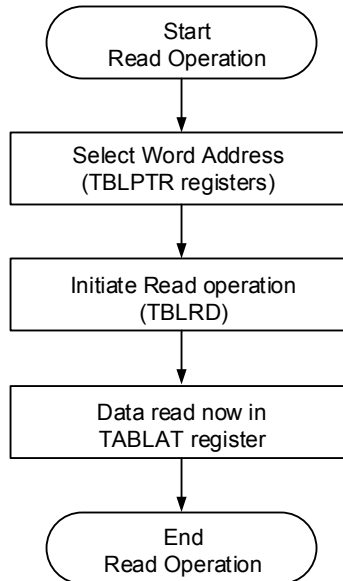 Start
Read Operation
Select Word Address
(TBLPTR registers)
Initiate Read operation
(TBLRD)
Data read now in
TABLAT register
End
Read Operation